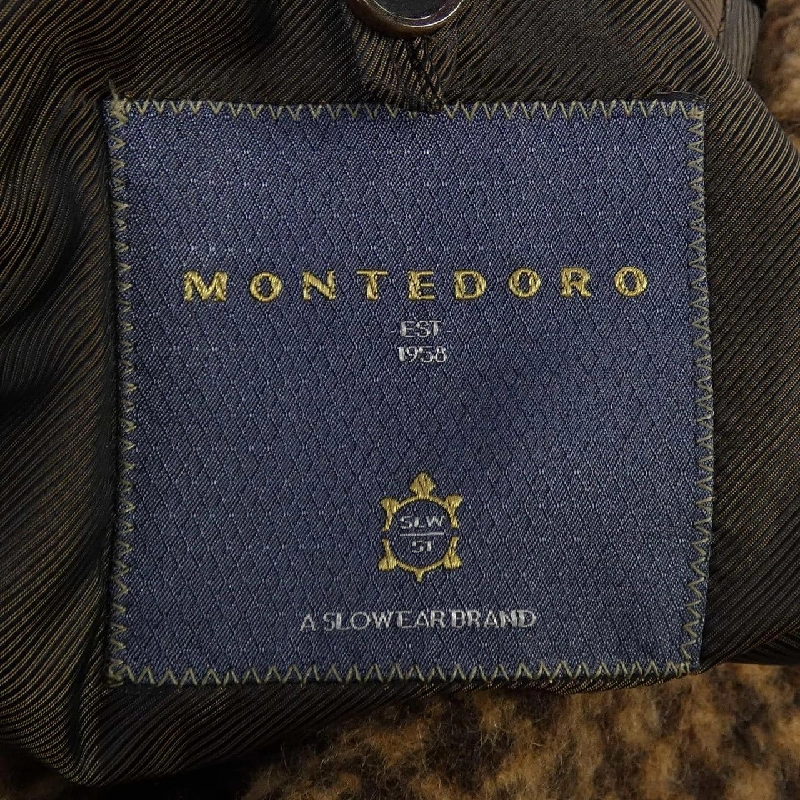 MONTEDORO
EST
1958
SLW
ST
A SLOWEAR BRAND